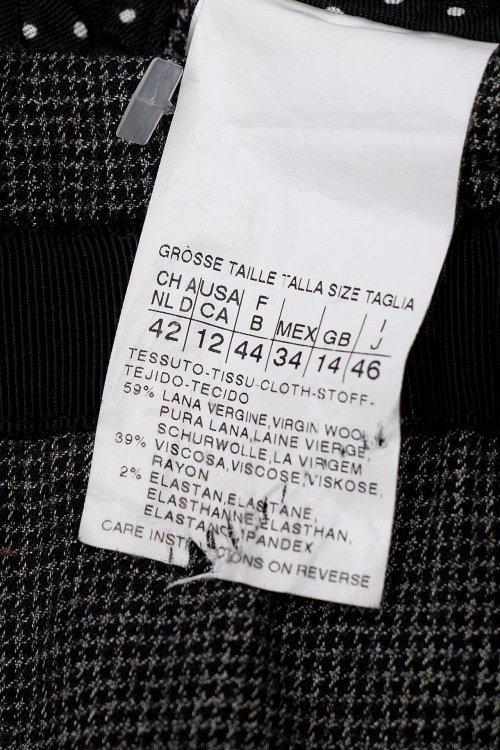 GRÖSSE TAILLE TALLA SIZE TAGLIA
CH A USA F I
NL D CA B MEX GB J
42 12 44 34 14 46
TESSUTO-TISSU-CLOTH-STOFF-
TEJIDO-TECIDO
59% LANA VERGINE,VIRGIN WOOL
PURA LANA,LAINE VIERGE,
SCHURWOLLE,LA VIRGEM
39% VISCOSA,VISCOSE,VISKOSE,
RAYON
2% ELASTAN,ELASTANE,
ELASTHANNE,ELASTHAN,
ELASTANO,
CARE ON REVERSE